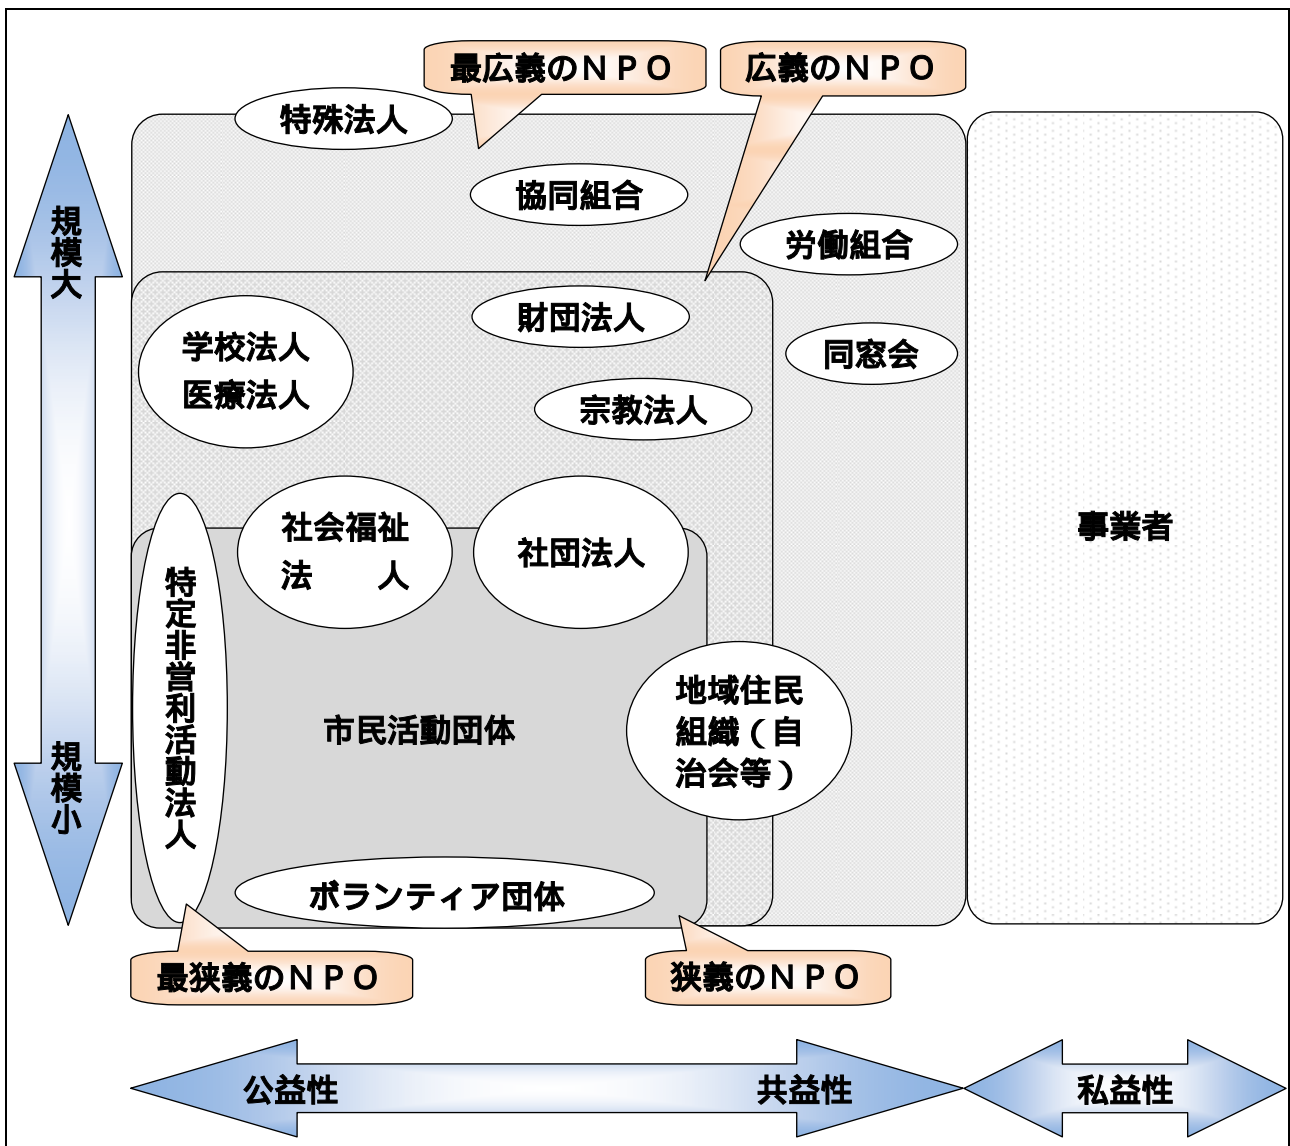 最広義のＮＰＯ
広義のＮＰＯ
特殊法人
協同組合
労働組合
規模大
財団法人
学校法人
医療法人
同窓会
宗教法人
社会福祉
法　　人
社団法人
事業者
特定非営利活動法人
地域住民
組織（自
治会等）
市民活動団体
規模小
ボランティア団体
最狭義のＮＰＯ
狭義のＮＰＯ
公益性
共益性
私益性